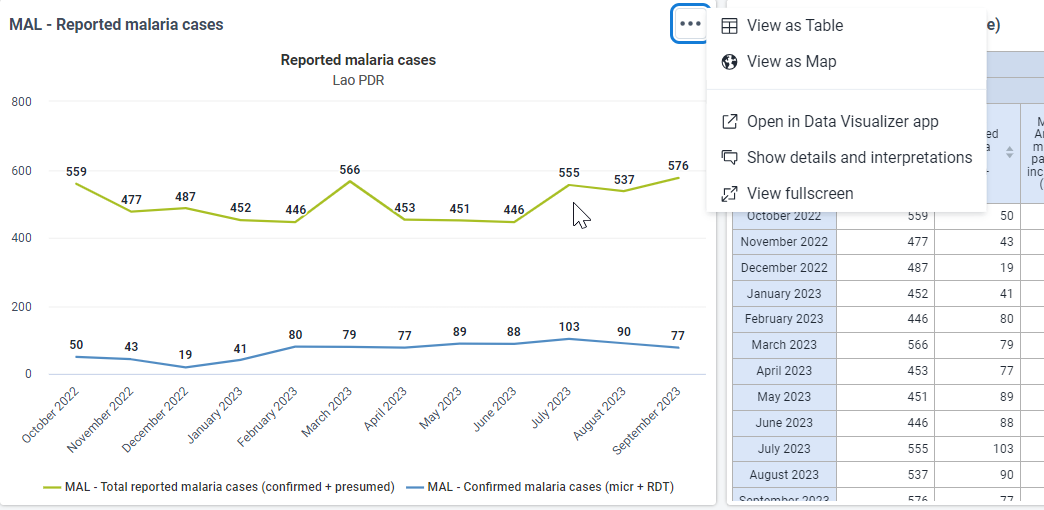 MAL - Reported malaria cases
Reported malaria cases
Lao PDR
800
600
400
200
0
559
477
487
452
446
566
453
451
446
555
537
576
50
43
19
41
80
79
77
89
88
103
90
77
October 2022
November 2022
December 2022
January 2023
February 2023
March 2023
April 2023
May 2023
June 2023
July 2023
August 2023
September 2023
MAL - Total reported malaria cases (confirmed + presumed)
MAL - Confirmed malaria cases (micr + RDT)
View as Table
View as Map
Open in Data Visualizer app
Show details and interpretations
View fullscreen
e)
October 2022 559 50
November 2022 477 43
December 2022 487 19
January 2023 452 41
February 2023 446 80
March 2023 566 79
April 2023 453 77
May 2023 451 89
June 2023 446 88
July 2023 555 103
August 2023 537 90
September 2023 576 77